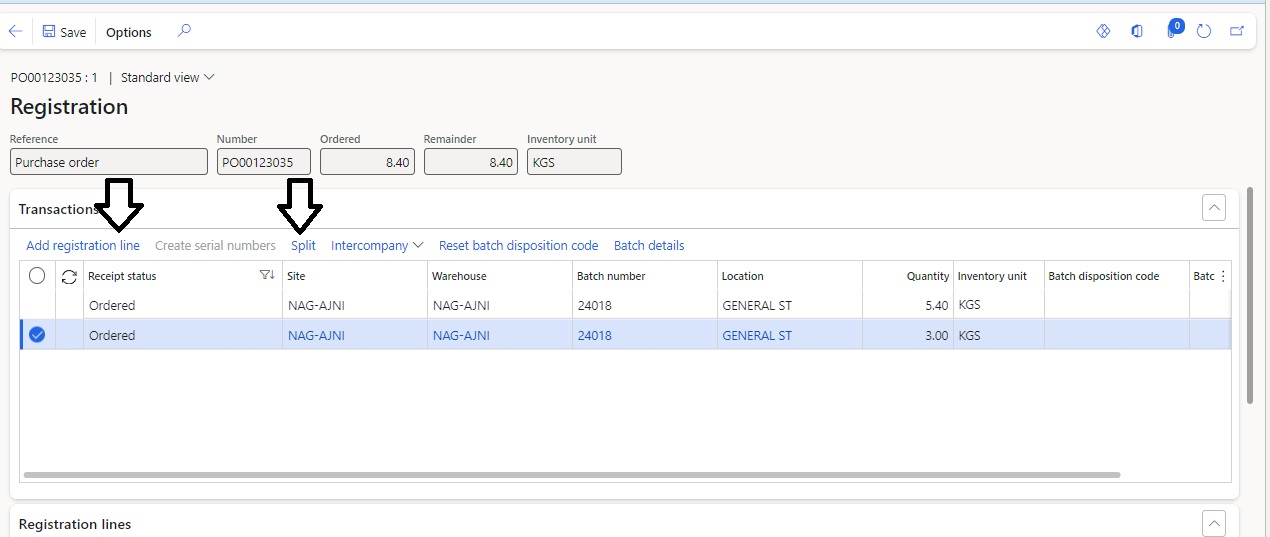 Save Options 0
PO00123035 : 1 | Standard view
Registration
Reference Number Ordered Remainder Inventory unit
Purchase order PO00123035 8.40 8.40 KGS
Transactions
Add registration line Create serial numbers Split Intercompany Reset batch disposition code Batch details
Receipt status Site Warehouse Batch number Location Quantity Inventory unit Batch disposition code Batc
Ordered NAG-AJNI NAG-AJNI 24018 GENERAL ST 5.40 KGS
Ordered NAG-AJNI NAG-AJNI 24018 GENERAL ST 3.00 KGS
Registration lines